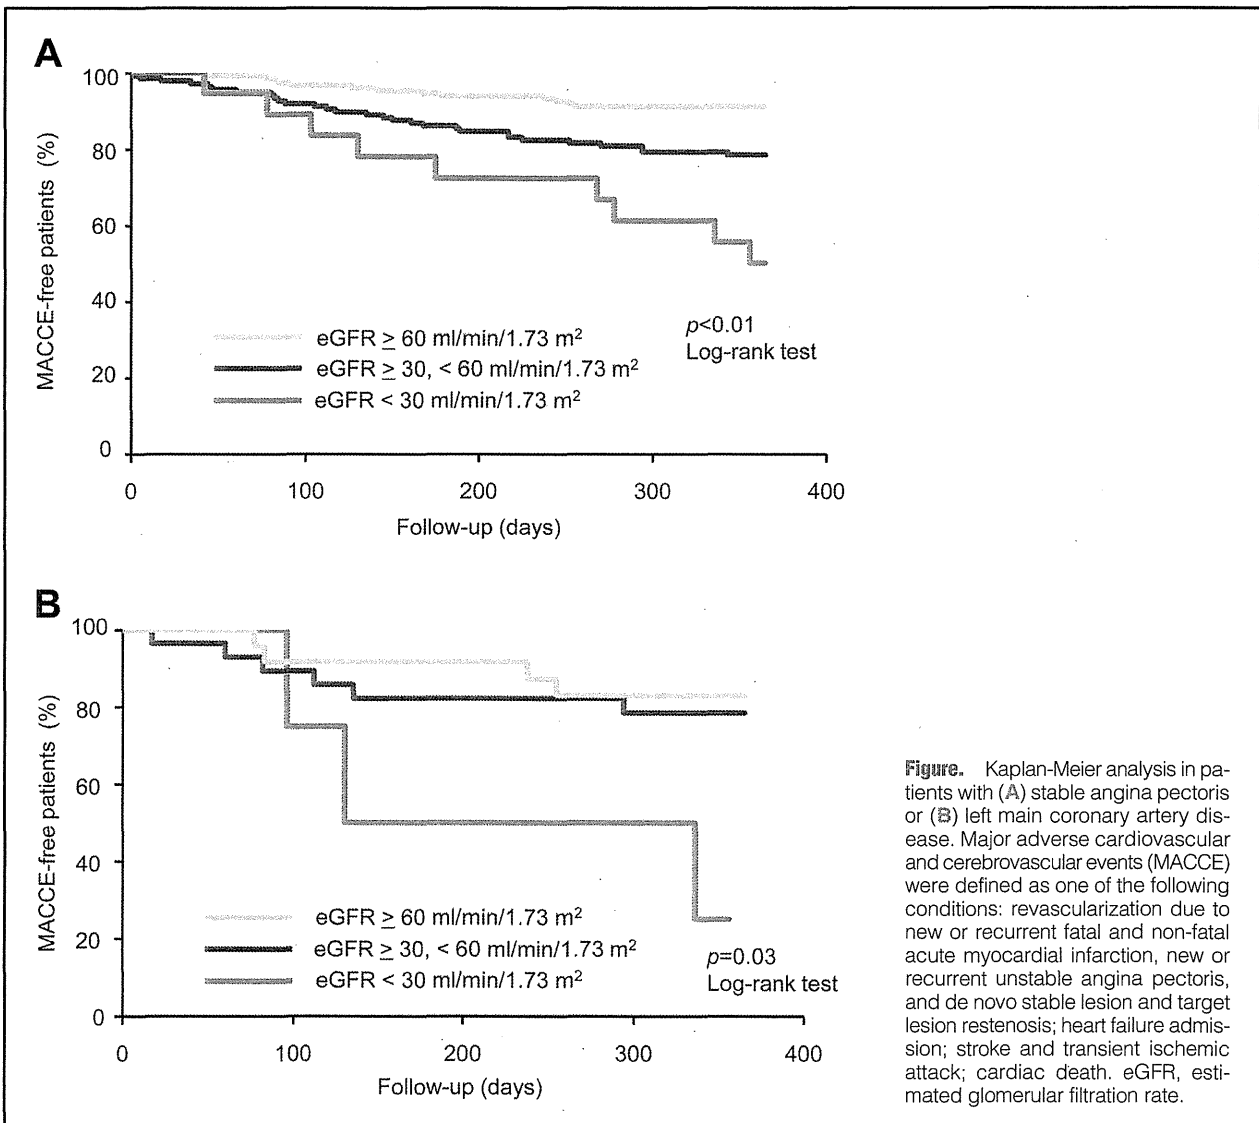 A
100
80
60
40
20
0
MACCE-free patients (%)
eGFR ≥ 60 ml/min/1.73 m²
eGFR ≥ 30, < 60 ml/min/1.73 m²
eGFR < 30 ml/min/1.73 m²
p<0.01
Log-rank test
0 100 200 300 400
Follow-up (days)
B
100
80
60
40
20
0
MACCE-free patients (%)
eGFR ≥ 60 ml/min/1.73 m²
eGFR ≥ 30, < 60 ml/min/1.73 m²
eGFR < 30 ml/min/1.73 m²
p=0.03
Log-rank test
0 100 200 300 400
Follow-up (days)
Figure. Kaplan-Meier analysis in pa-
tients with (A) stable angina pectoris
or (B) left main coronary artery dis-
ease. Major adverse cardiovascular
and cerebrovascular events (MACCE)
were defined as one of the following
conditions: revascularization due to
new or recurrent fatal and non-fatal
acute myocardial infarction, new or
recurrent unstable angina pectoris,
and de novo stable lesion and target
lesion restenosis; heart failure admis-
sion; stroke and transient ischemic
attack; cardiac death. eGFR, esti-
mated glomerular filtration rate.